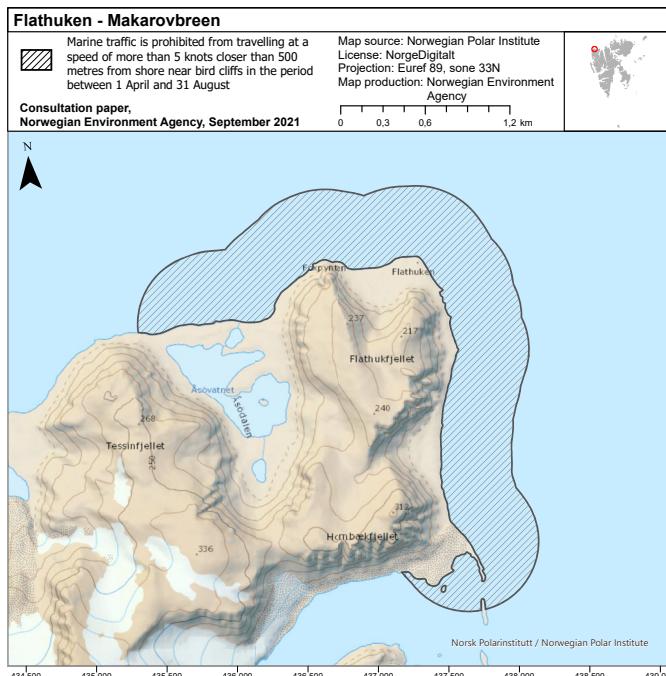 Flathuken - Makarovbreen
Marine traffic is prohibited from travelling at a
speed of more than 5 knots closer than 500
metres from shore near bird cliffs in the period
between 1 April and 31 August
Consultation paper,
Norwegian Environment Agency, September 2021
Map source: Norwegian Polar Institute
License: NorgeDigitalt
Projection: Euref 89, sone 33N
Map production: Norwegian Environment
Agency
0 0,3 0,6 1,2 km
N
Fokpynten
Flathuken
237
217
Flathukfjellet
Åsövatnet
Åsödalen
240
268
Tessinfjellet
250
312
Hornbækfjellet
336
Norsk Polarinstitutt / Norwegian Polar Institute
434 500 435 000 435 500 436 000 436 500 437 000 437 500 438 000 438 500